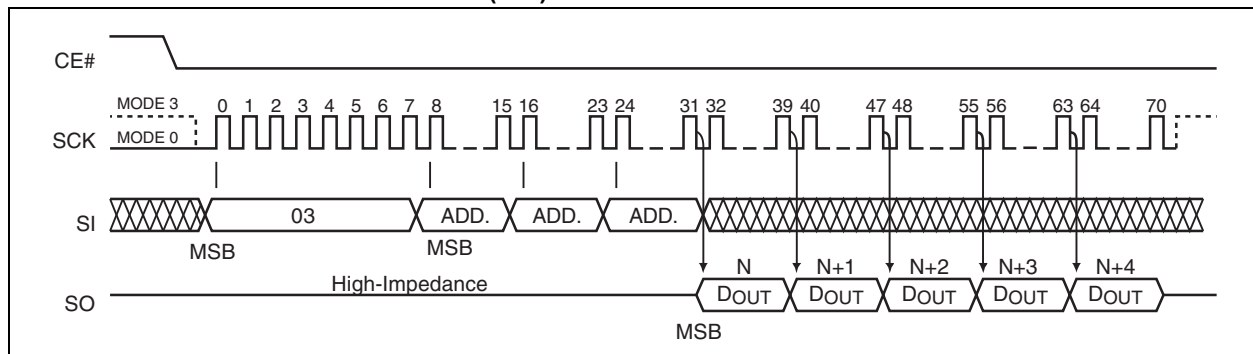 CE#
MODE 3
0 1 2 3 4 5 6 7 8 15 16 23 24 31 32 39 40 47 48 55 56 63 64 70
SCK MODE 0
SI 03 ADD. ADD. ADD.
MSB MSB
N N+1 N+2 N+3 N+4
High-Impedance
SO DOUT DOUT DOUT DOUT DOUT
MSB